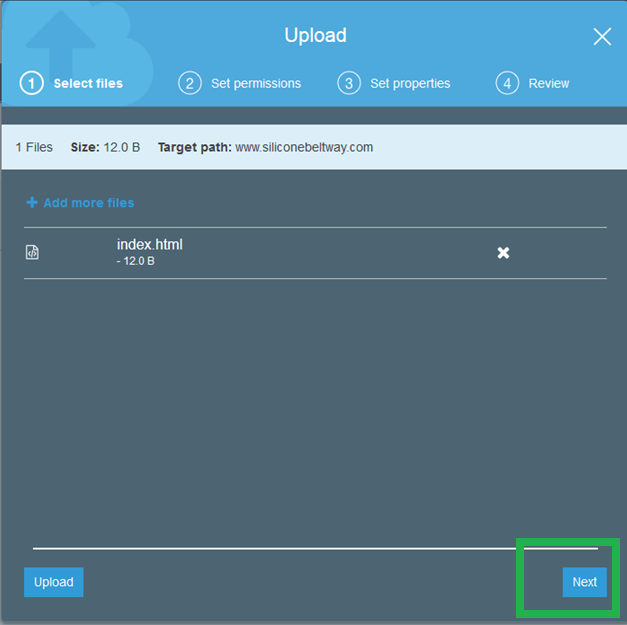 Upload
1 Select files 2 Set permissions 3 Set properties 4 Review
1 Files Size: 12.0 B Target path: www.siliconebeltway.com
Add more files
index.html
- 12.0 B
Upload Next